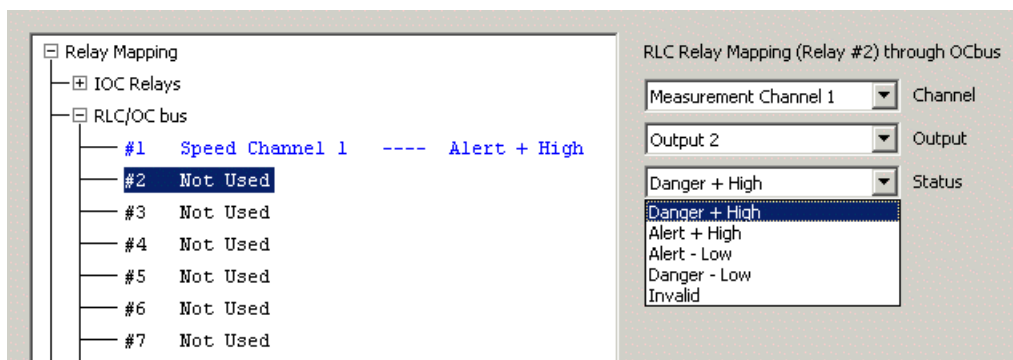 Relay Mapping
IOC Relays
RLC/OC bus
#1 Speed Channel 1 ---- Alert + High
#2 Not Used
#3 Not Used
#4 Not Used
#5 Not Used
#6 Not Used
#7 Not Used
RLC Relay Mapping (Relay #2) through OCbus
Measurement Channel 1 Channel
Output 2 Output
Danger + High Status
Danger + High
Alert + High
Alert - Low
Danger - Low
Invalid